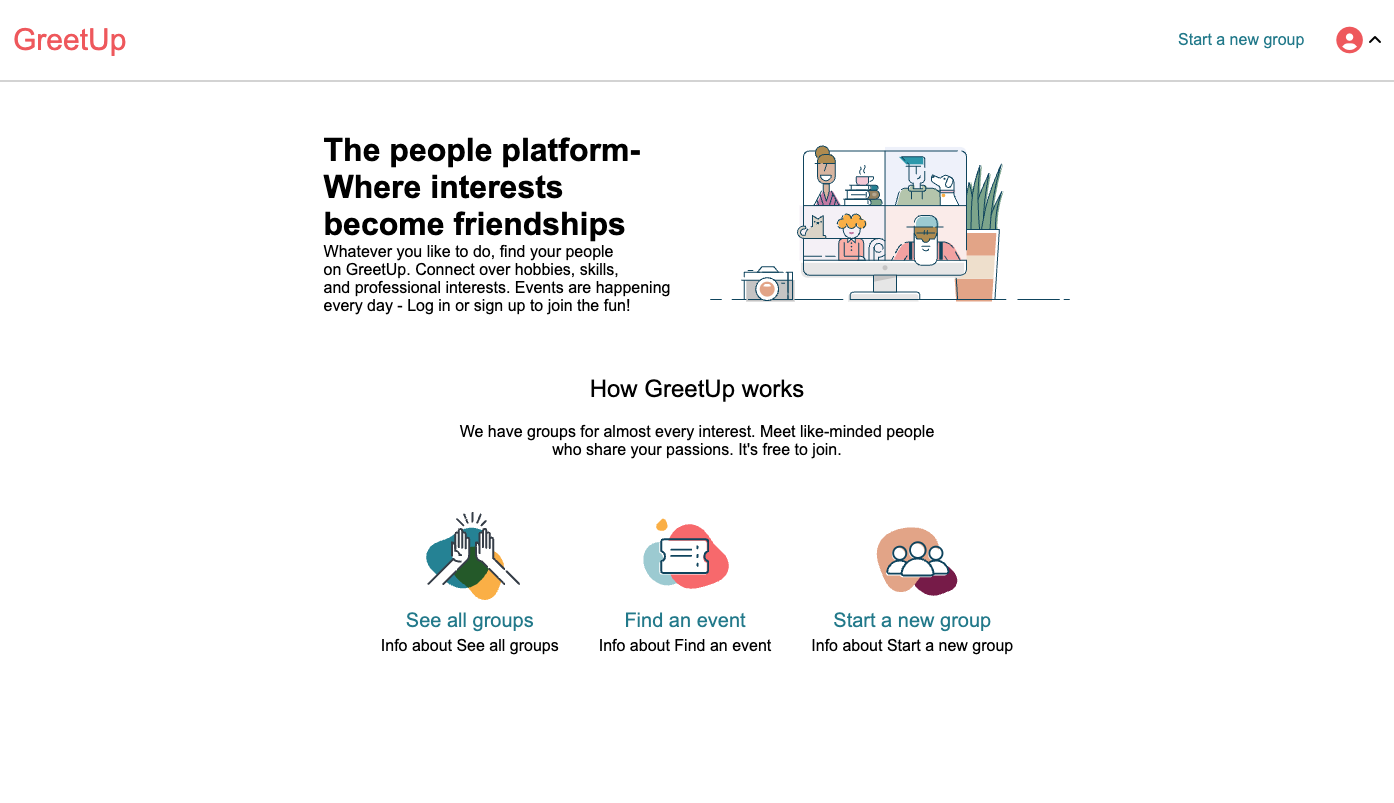 GreetUp
Start a new group
The people platform-
Where interests
become friendships
Whatever you like to do, find your people
on GreetUp. Connect over hobbies, skills,
and professional interests. Events are happening
every day - Log in or sign up to join the fun!
How GreetUp works
We have groups for almost every interest. Meet like-minded people
who share your passions. It's free to join.
See all groups
Info about See all groups
Find an event
Info about Find an event
Start a new group
Info about Start a new group